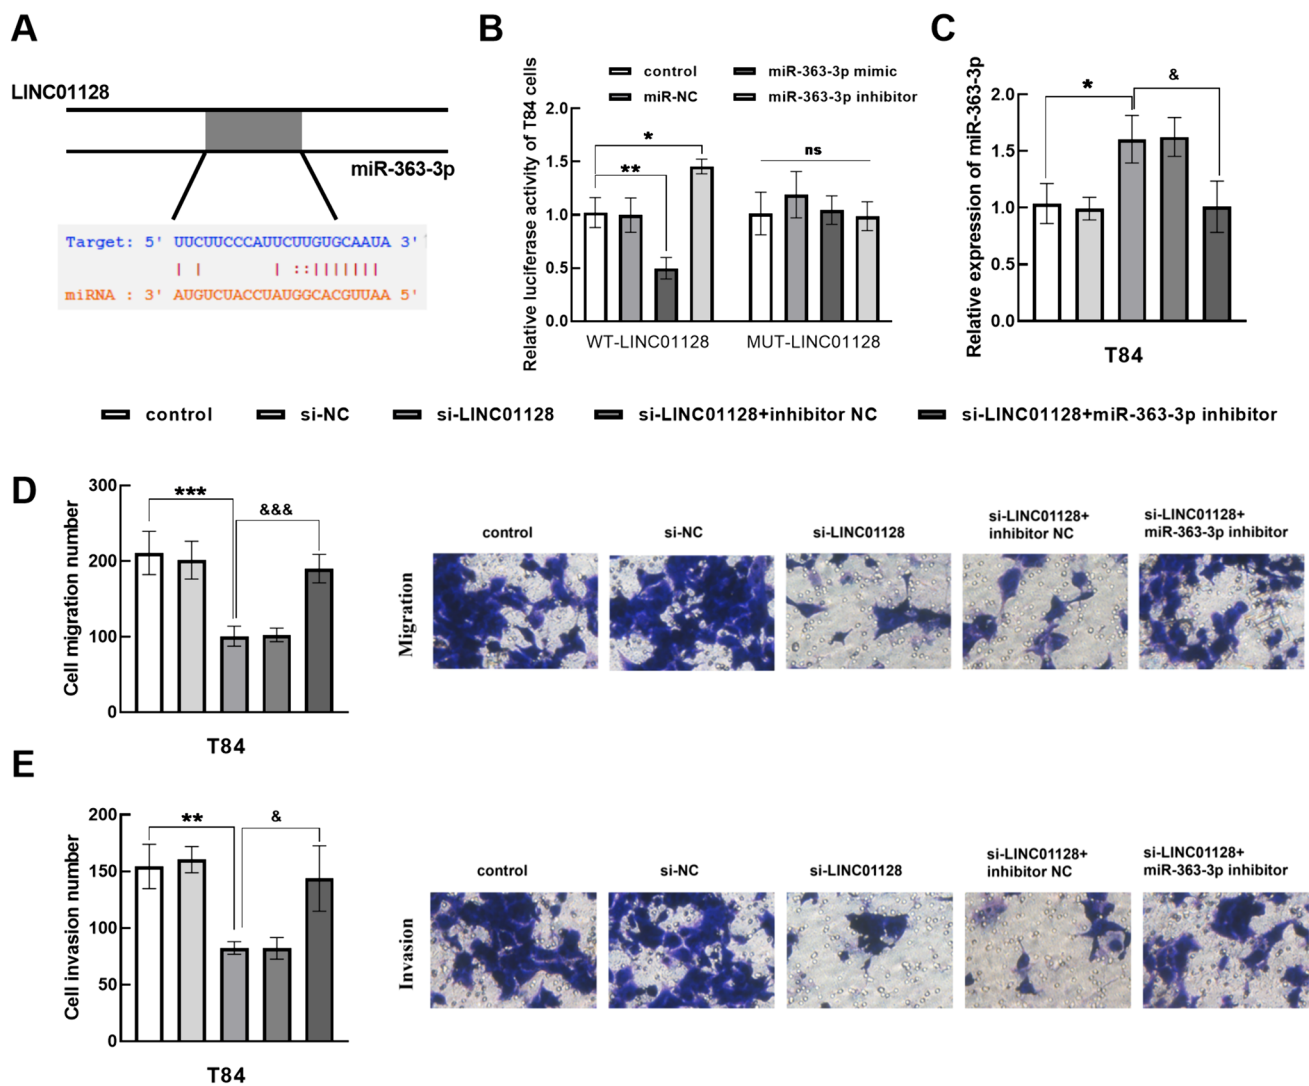 A
LINC01128
miR-363-3p
Target: 5' UUCUUCCCAUUCUUGUGCAAUA 3'
| | | ::|||||||
miRNA : 3' AUGUCUACCUAUGGCACGUUAA 5'
B
control
miR-NC
miR-363-3p mimic
miR-363-3p inhibitor
Relative luciferase activity of T84 cells
2.0
1.5
1.0
0.5
0.0
*
**
ns
WT-LINC01128
MUT-LINC01128
C
Relative expression of miR-363-3p
2.0
1.5
1.0
0.5
0.0
*
&
T84
control
si-NC
si-LINC01128
si-LINC01128+inhibitor NC
si-LINC01128+miR-363-3p inhibitor
D
Cell migration number
300
200
100
0
***
&&&
T84
Migration
control
si-NC
si-LINC01128
si-LINC01128+
inhibitor NC
si-LINC01128+
miR-363-3p inhibitor
E
Cell invasion number
200
150
100
50
0
**
&
T84
Invasion
control
si-NC
si-LINC01128
si-LINC01128+
inhibitor NC
si-LINC01128+
miR-363-3p inhibitor